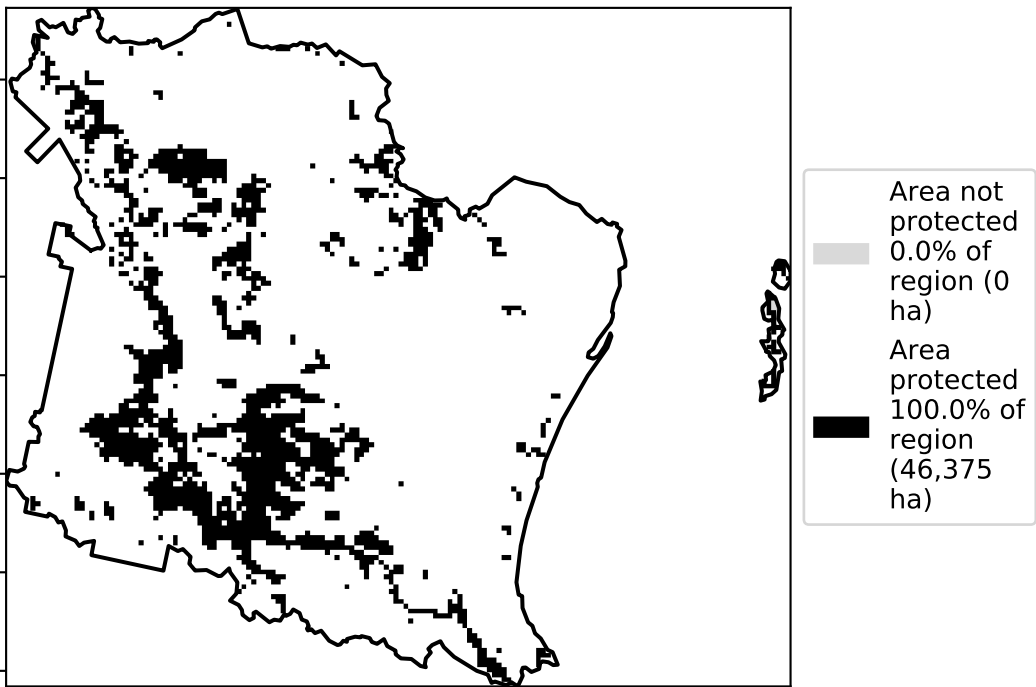 Area not
protected
0.0% of
region (0
ha)
Area
protected
100.0% of
region
(46,375
ha)